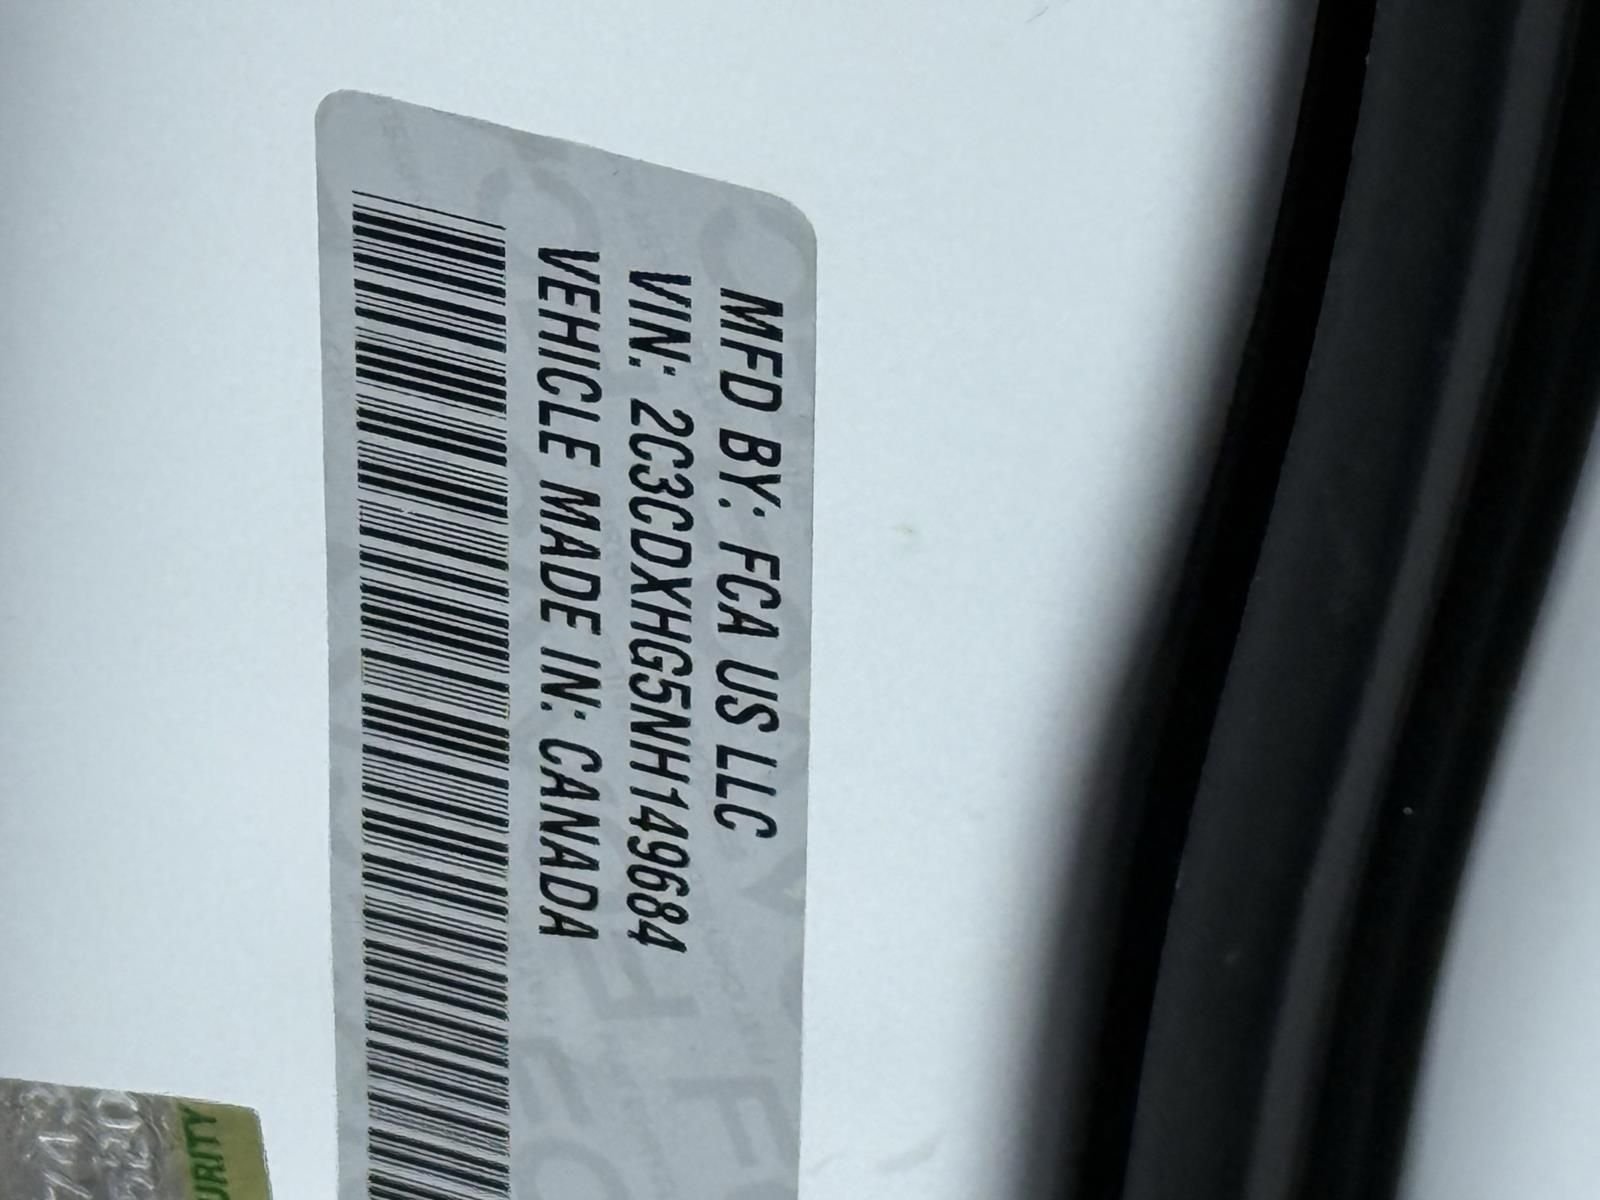 MFD BY: FCA US LLC
VIN: 2C3CDXHG5NH149684
VEHICLE MADE IN: CANADA